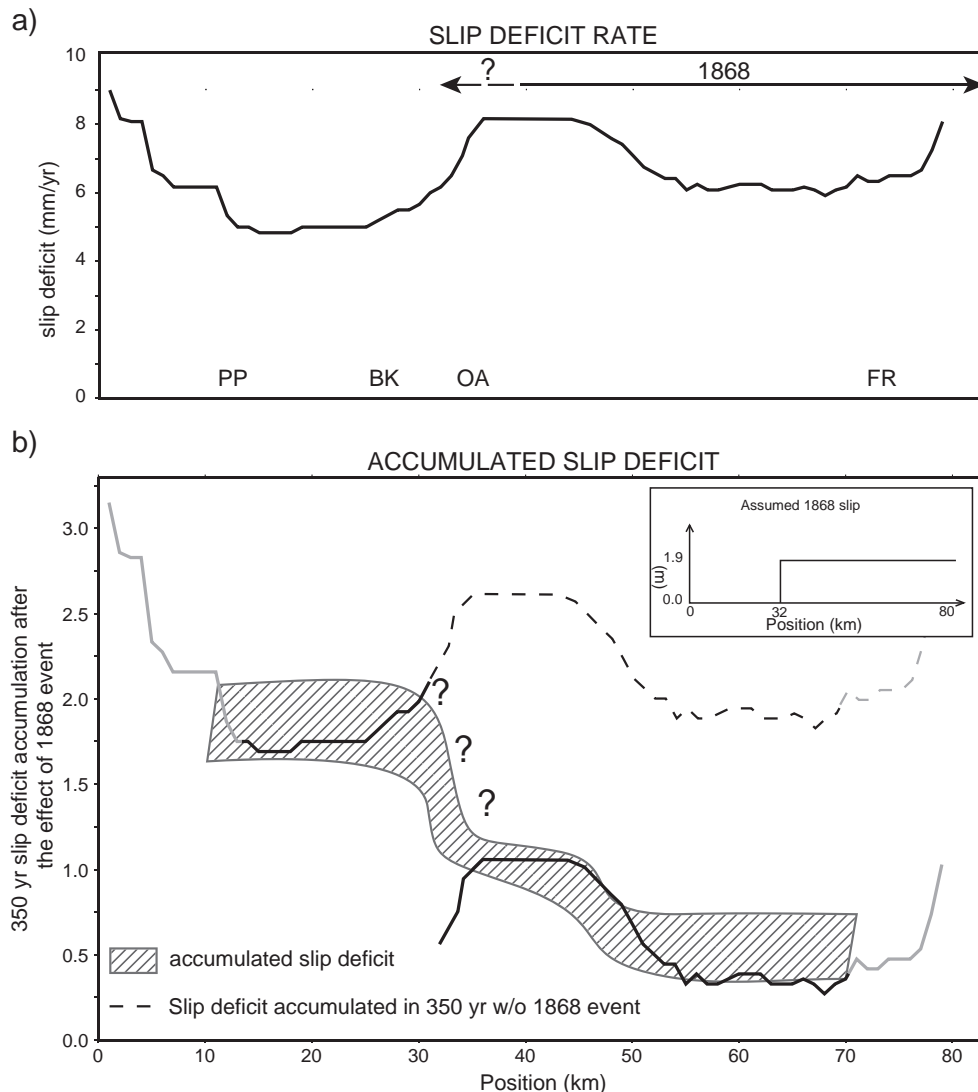 a)
SLIP DEFICIT RATE
10
8
6
4
2
0
slip deficit (mm/yr)
?
1868
PP
BK
OA
FR
b)
ACCUMULATED SLIP DEFICIT
3.0
2.5
2.0
1.5
1.0
0.5
0.0
350 yr slip deficit accumulation after
the effect of 1868 event
Assumed 1868 slip
1.9
(m)
0.0
0
32
80
Position (km)
?
?
?
accumulated slip deficit
Slip deficit accumulated in 350 yr w/o 1868 event
0
10
20
30
40
50
60
70
80
Position (km)